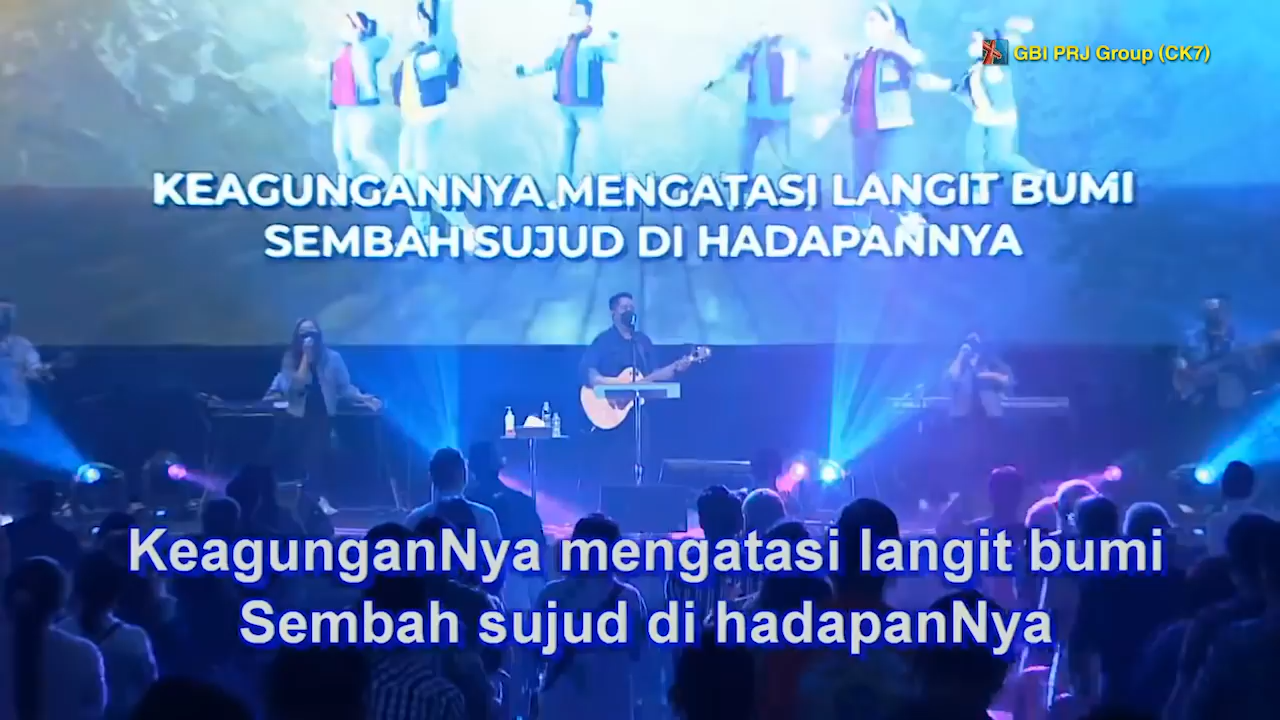 GBI PRJ Group (CK7)
KEAGUNGANNYA MENGATASI LANGIT BUMI
SEMBAH SUJUD DI HADAPANNYA
KeagunganNya mengatasi langit bumi
Sembah sujud di hadapanNya